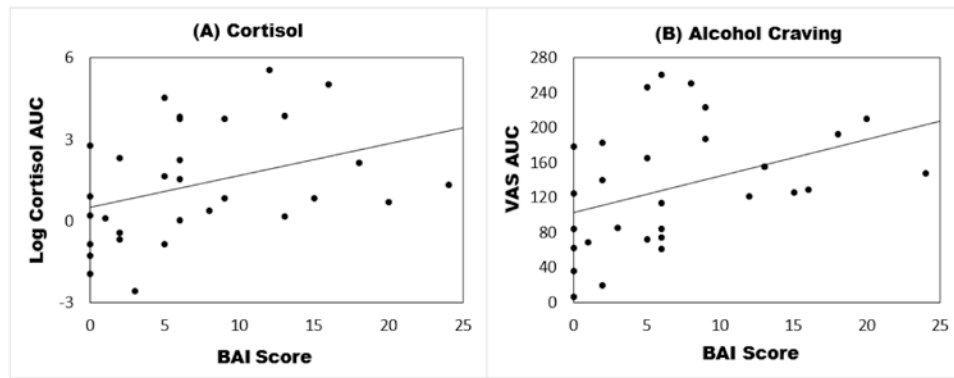 (A) Cortisol
Log Cortisol AUC
6
3
0
-3
0 5 10 15 20 25
BAI Score
(B) Alcohol Craving
VAS AUC
280
240
200
160
120
80
40
0
0 5 10 15 20 25
BAI Score